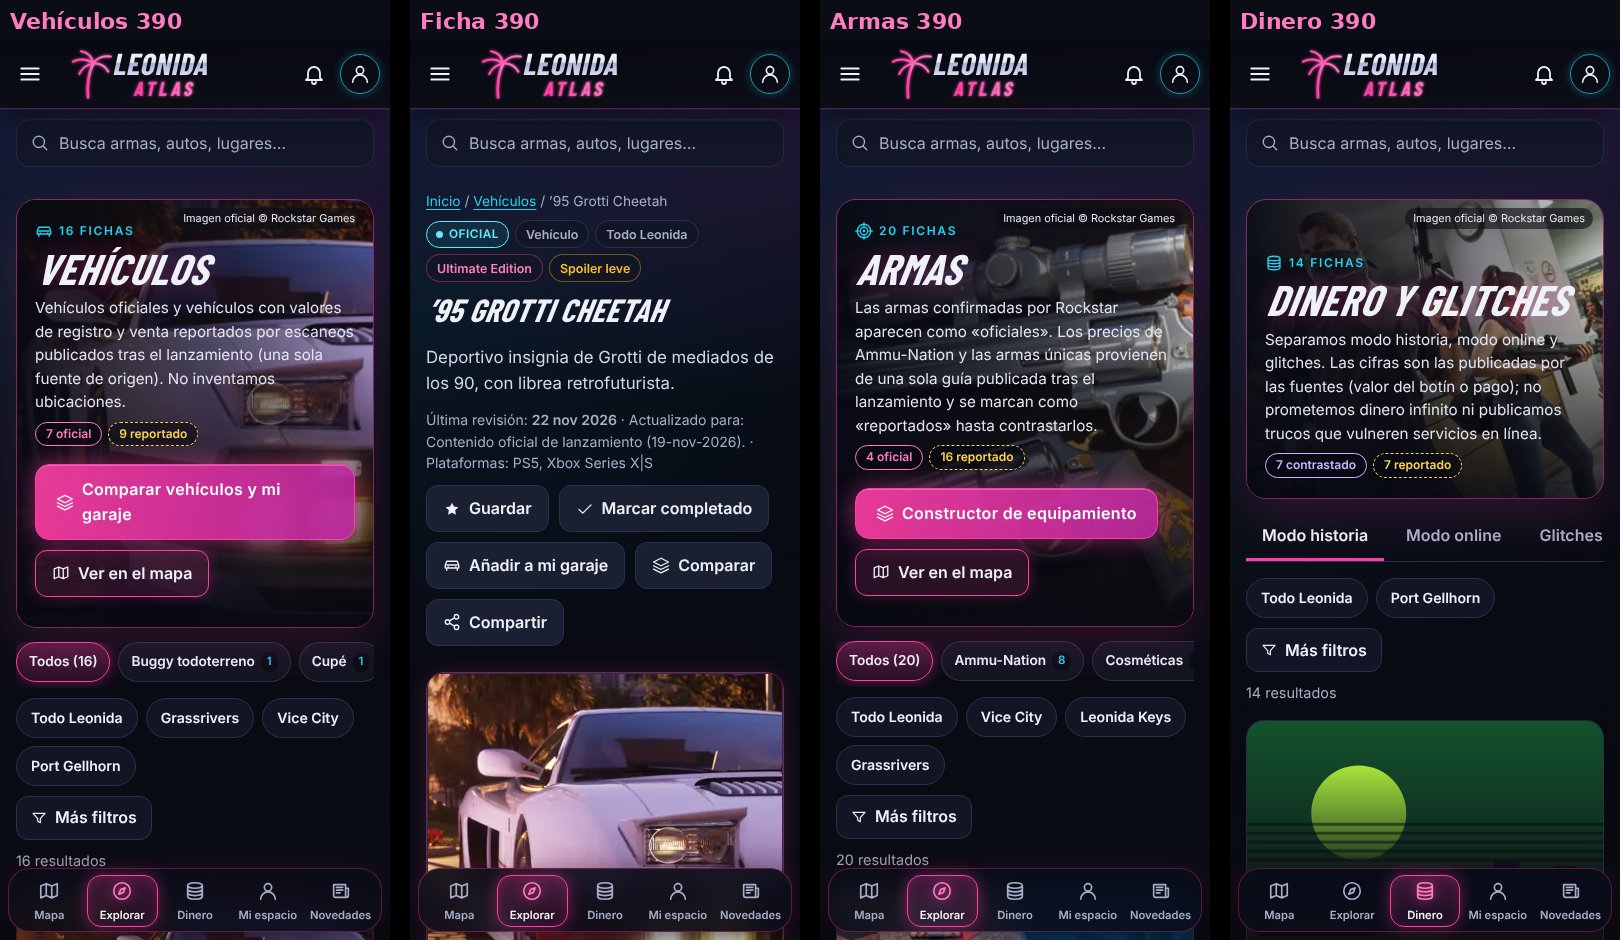 Vehículos 390
LEONIDA
ATLAS
Busca armas, autos, lugares...
Imagen oficial © Rockstar Games
16 FICHAS
VEHÍCULOS
Vehículos oficiales y vehículos con valores
de registro y venta reportados por escaneos
publicados tras el lanzamiento (una sola
fuente de origen). No inventamos
ubicaciones.
7 oficial
9 reportado
Comparar vehículos y mi
garaje
Ver en el mapa
Todos (16)
Buggy todoterreno 1
Cupé 1
Todo Leonida
Grassrivers
Vice City
Port Gellhorn
Más filtros
16 resultados
Mapa
Explorar
Dinero
Mi espacio
Novedades
Ficha 390
LEONIDA
ATLAS
Busca armas, autos, lugares...
Inicio / Vehículos / '95 Grotti Cheetah
OFICIAL
Vehículo
Todo Leonida
Ultimate Edition
Spoiler leve
'95 GROTTI CHEETAH
Deportivo insignia de Grotti de mediados de
los 90, con librea retrofuturista.
Última revisión: 22 nov 2026 · Actualizado para:
Contenido oficial de lanzamiento (19-nov-2026). ·
Plataformas: PS5, Xbox Series X|S
Guardar
Marcar completado
Añadir a mi garaje
Comparar
Compartir
Mapa
Explorar
Dinero
Mi espacio
Novedades
Armas 390
LEONIDA
ATLAS
Busca armas, autos, lugares...
Imagen oficial © Rockstar Games
20 FICHAS
ARMAS
Las armas confirmadas por Rockstar
aparecen como «oficiales». Los precios de
Ammu-Nation y las armas únicas provienen
de una sola guía publicada tras el
lanzamiento y se marcan como
«reportados» hasta contrastarlos.
4 oficial
16 reportado
Constructor de equipamiento
Ver en el mapa
Todos (20)
Ammu-Nation 8
Cosméticas
Todo Leonida
Vice City
Leonida Keys
Grassrivers
Más filtros
20 resultados
Mapa
Explorar
Dinero
Mi espacio
Novedades
Dinero 390
LEONIDA
ATLAS
Busca armas, autos, lugares...
Imagen oficial © Rockstar Games
14 FICHAS
DINERO Y GLITCHES
Separamos modo historia, modo online y
glitches. Las cifras son las publicadas por
las fuentes (valor del botín o pago); no
prometemos dinero infinito ni publicamos
trucos que vulneren servicios en línea.
7 contrastado
7 reportado
Modo historia
Modo online
Glitches
Todo Leonida
Port Gellhorn
Más filtros
14 resultados
Mapa
Explorar
Dinero
Mi espacio
Novedades